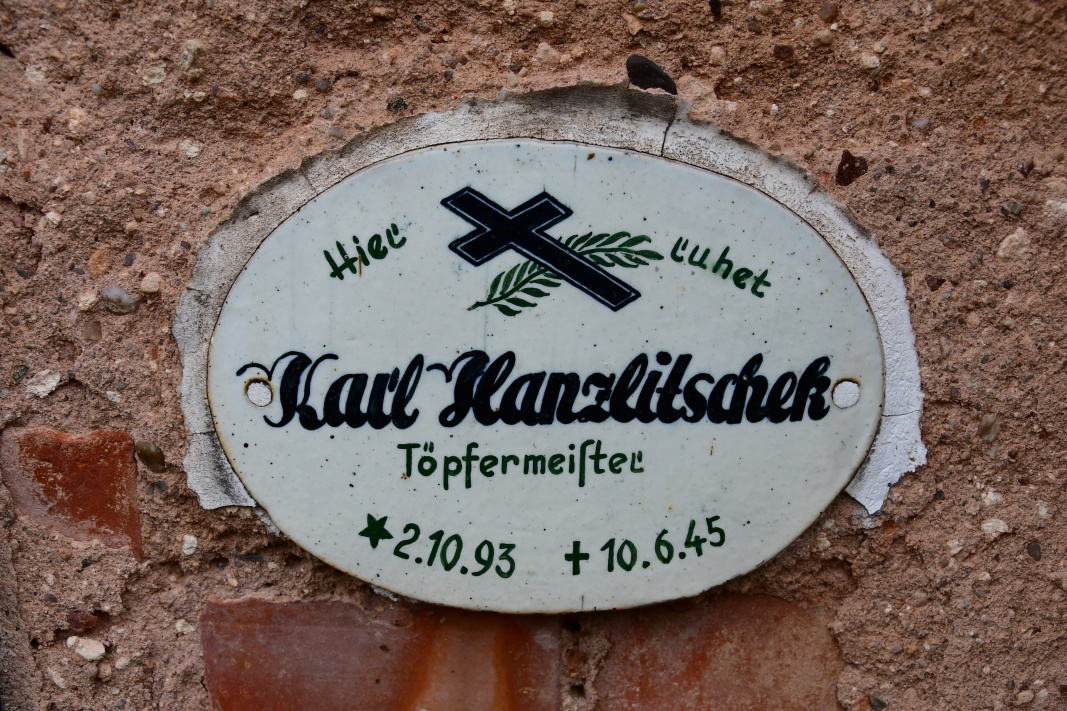 Hier ruhet
Karl Hanzlitschek
Töpfermeiſter
★ 2.10.93 ✝ 10.6.45